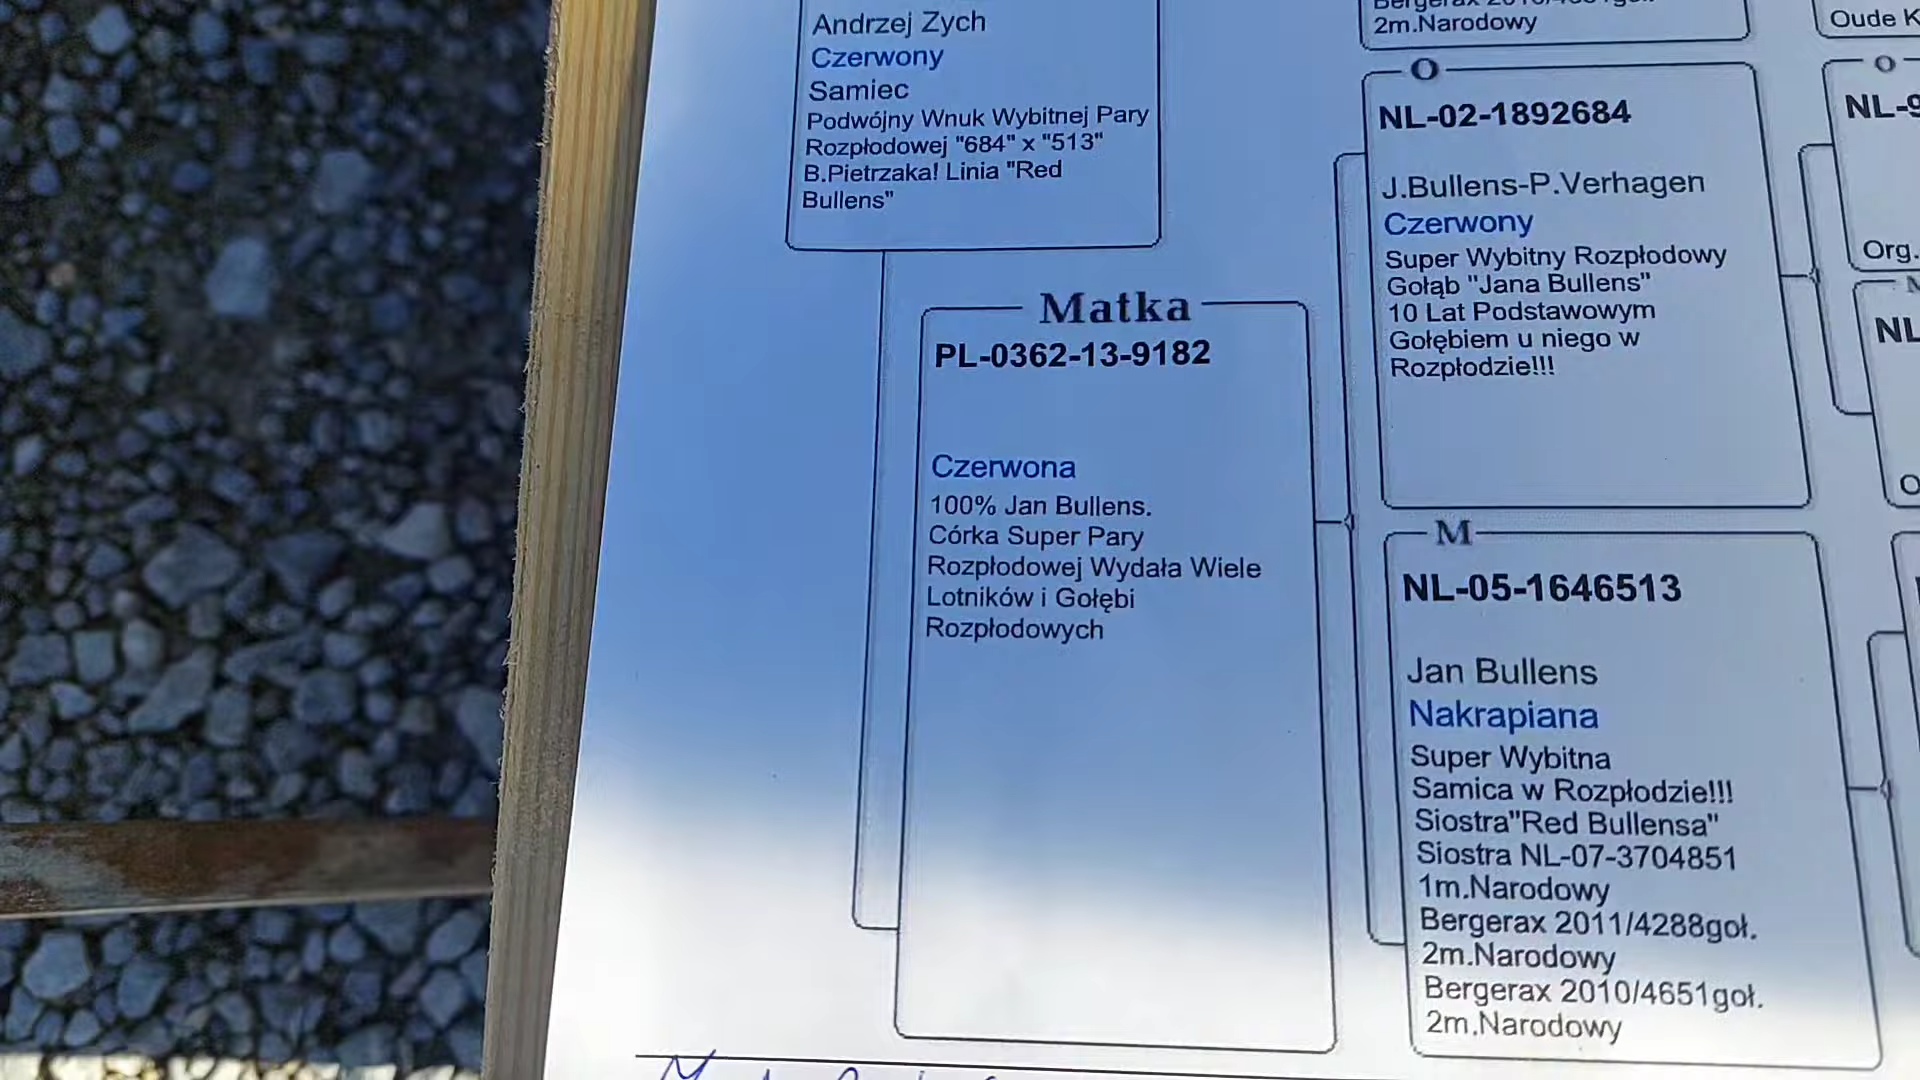 Andrzej Zych
Czerwony
Samiec
Podwójny Wnuk Wybitnej Pary
Rozpłodowej "684" x "513"
B.Pietrzaka! Linia "Red
Bullens"
Matka
PL-0362-13-9182
Czerwona
100% Jan Bullens.
Córka Super Pary
Rozpłodowej Wydała Wiele
Lotników i Gołębi
Rozpłodowych
2m.Narodowy
O
NL-02-1892684
J.Bullens-P.Verhagen
Czerwony
Super Wybitny Rozpłodowy
Gołąb "Jana Bullens"
10 Lat Podstawowym
Gołębiem u niego w
Rozpłodzie!!!
M
NL-05-1646513
Jan Bullens
Nakrapiana
Super Wybitna
Samica w Rozpłodzie!!!
Siostra"Red Bullensa"
Siostra NL-07-3704851
1m.Narodowy
Bergerax 2011/4288goł.
2m.Narodowy
Bergerax 2010/4651goł.
2m.Narodowy
Oude K
O
NL-9
Org.
NL